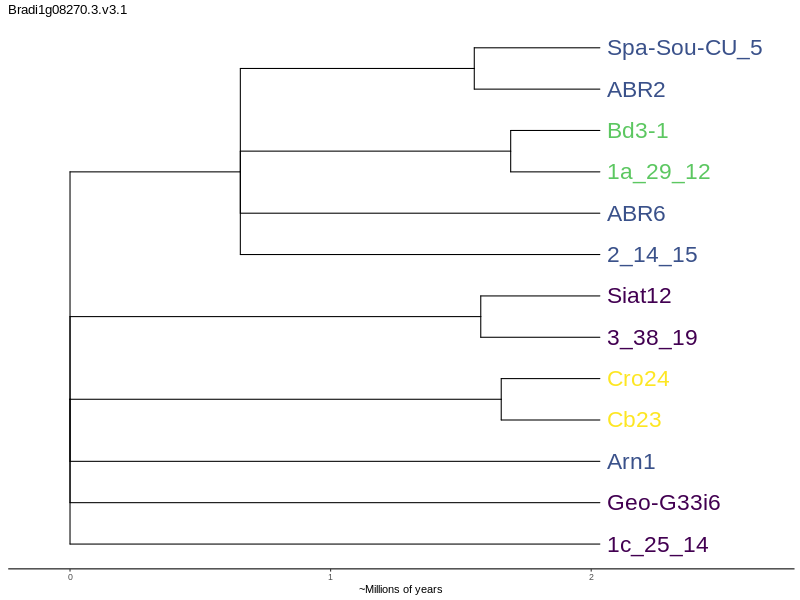 Bradi1g08270.3.v3.1
Spa-Sou-CU_5
ABR2
Bd3-1
1a_29_12
ABR6
2_14_15
Siat12
3_38_19
Cro24
Cb23
Arn1
Geo-G33i6
1c_25_14
0 1 2
~Millions of years